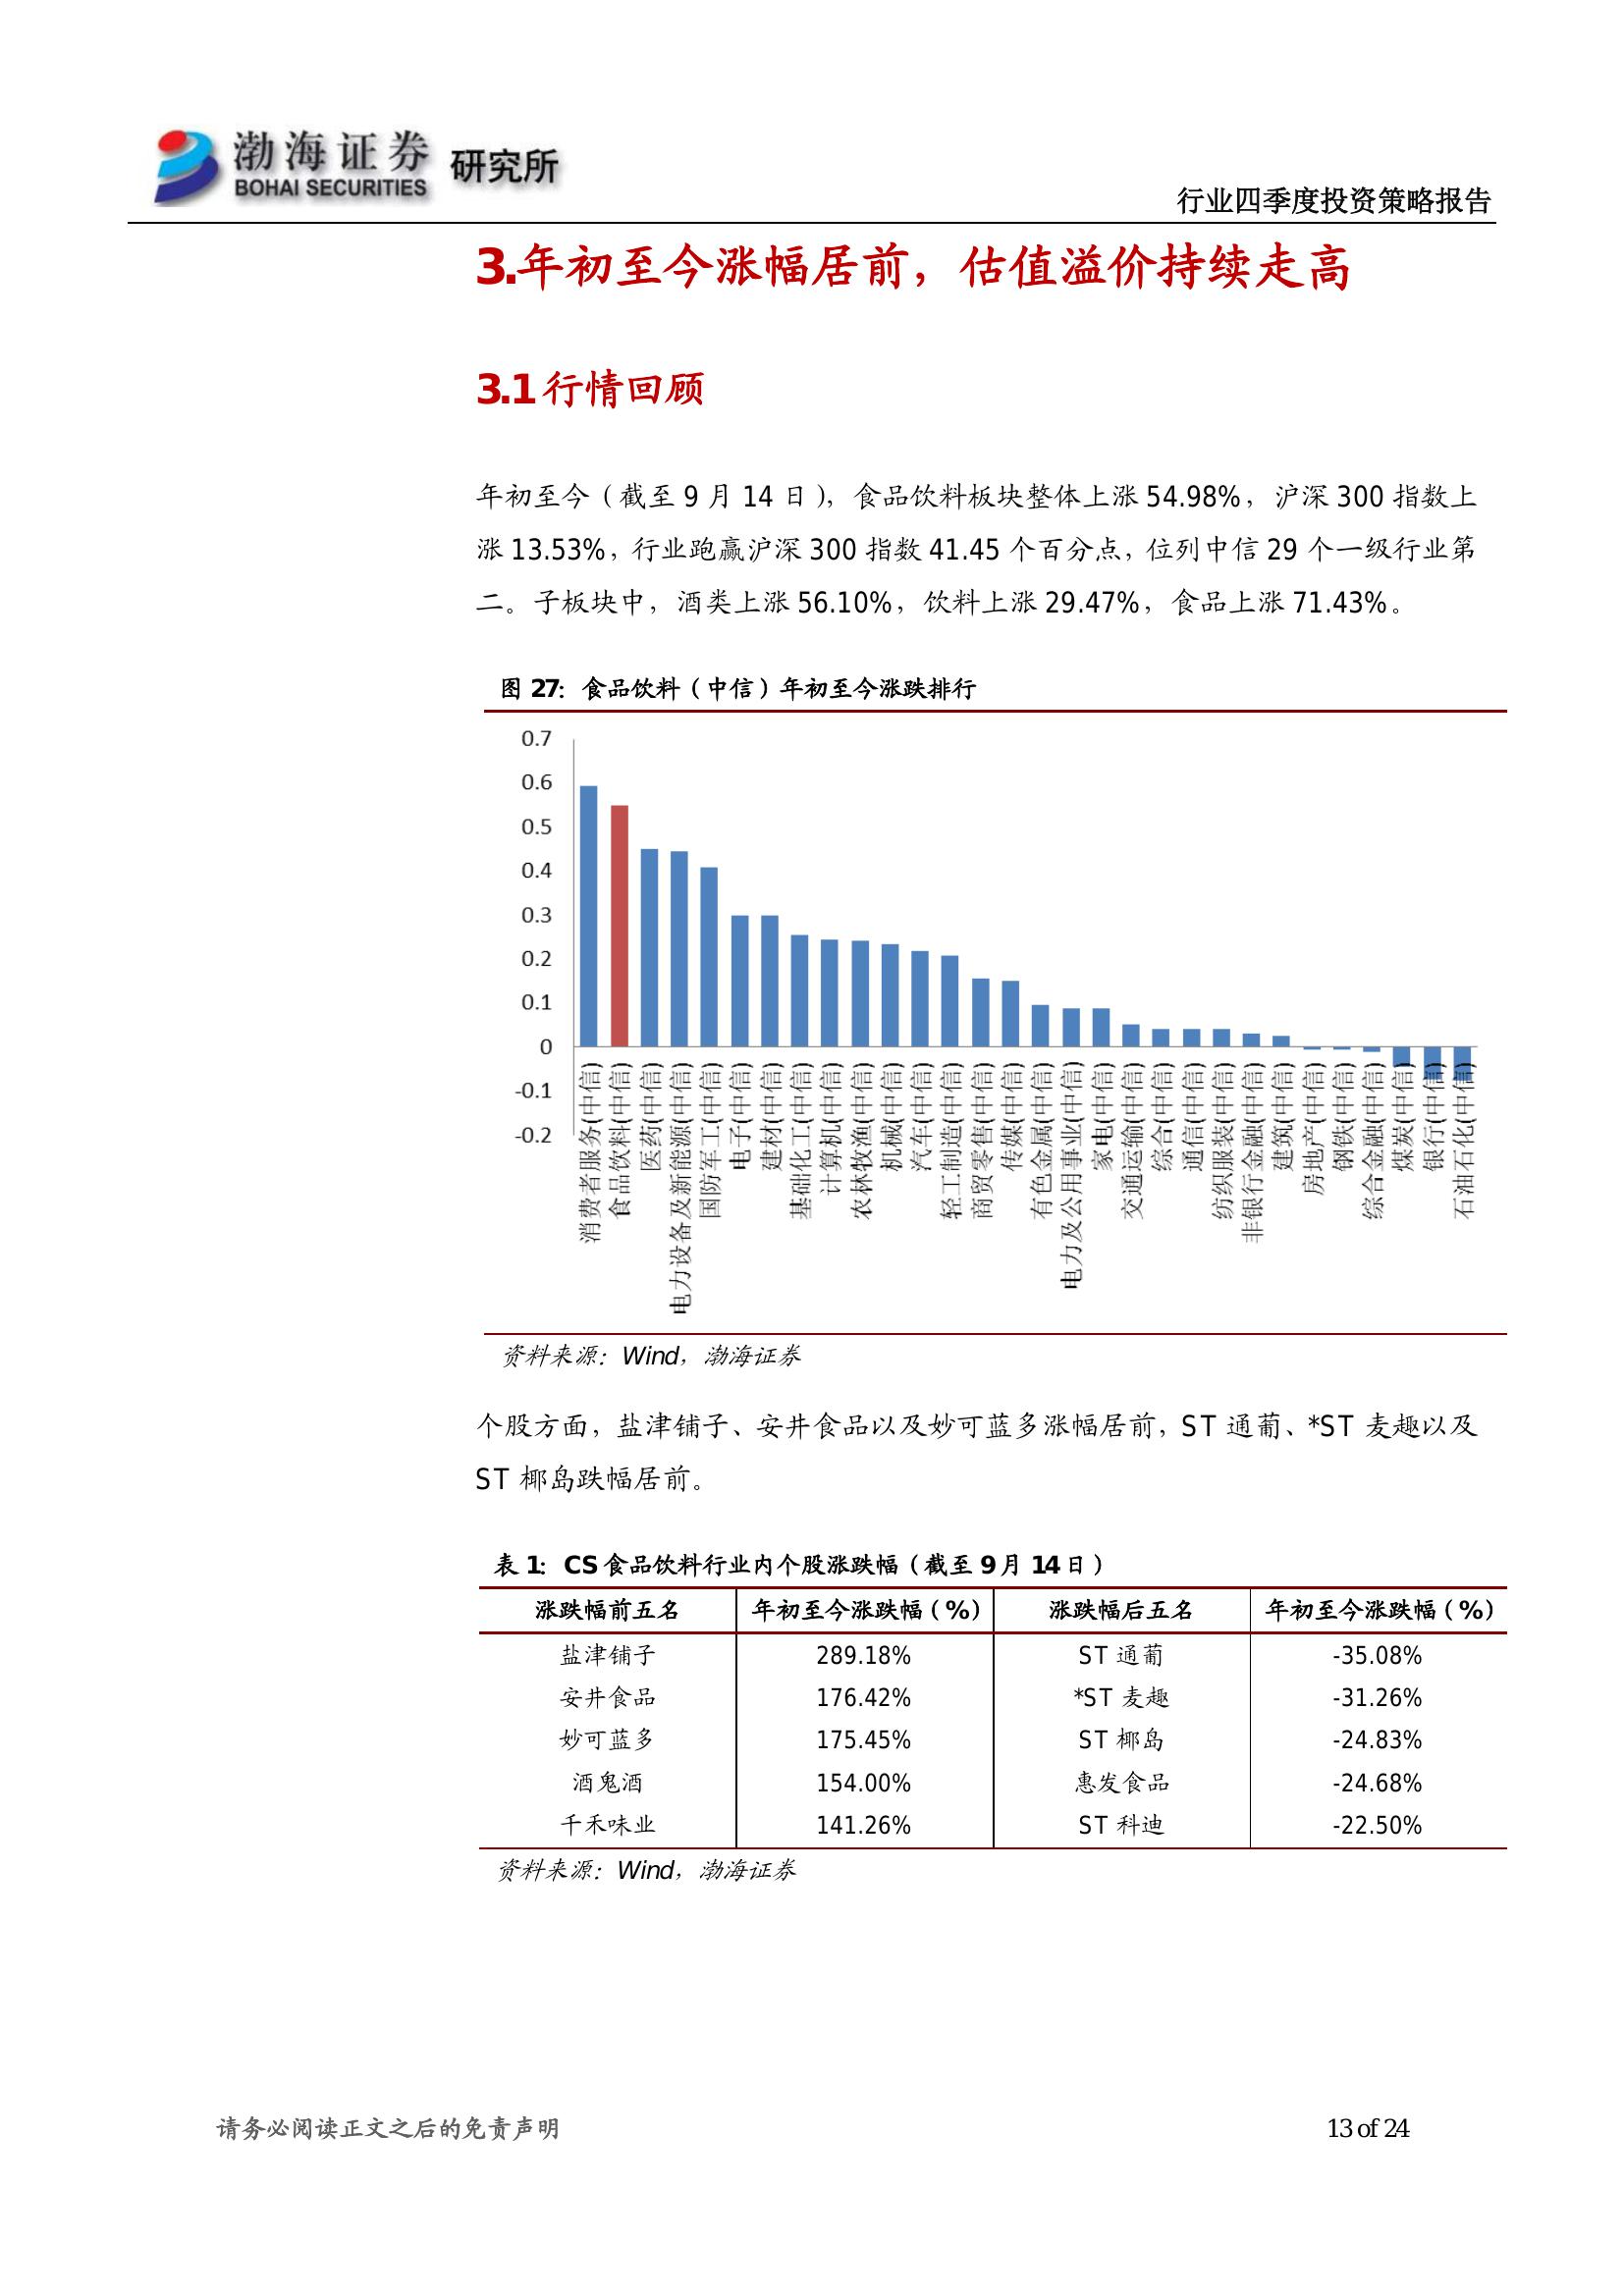 渤海证券 研究所
BOHAI SECURITIES
行业四季度投资策略报告
3.年初至今涨幅居前，估值溢价持续走高
3.1 行情回顾
年初至今（截至 9 月 14 日），食品饮料板块整体上涨 54.98%，沪深 300 指数上
涨 13.53%，行业跑赢沪深 300 指数 41.45 个百分点，位列中信 29 个一级行业第
二。子板块中，酒类上涨 56.10%，饮料上涨 29.47%，食品上涨 71.43%。
图 27：食品饮料（中信）年初至今涨跌排行
0.7
0.6
0.5
0.4
0.3
0.2
0.1
0
-0.1
-0.2
消费者服务(中信)
食品饮料(中信)
医药(中信)
电力设备及新能源(中信)
国防军工(中信)
电子(中信)
建材(中信)
基础化工(中信)
计算机(中信)
农林牧渔(中信)
机械(中信)
汽车(中信)
轻工制造(中信)
商贸零售(中信)
传媒(中信)
有色金属(中信)
电力及公用事业(中信)
家电(中信)
交通运输(中信)
综合(中信)
通信(中信)
纺织服装(中信)
非银行金融(中信)
建筑(中信)
房地产(中信)
钢铁(中信)
综合金融(中信)
煤炭(中信)
银行(中信)
石油石化(中信)
资料来源：Wind，渤海证券
个股方面，盐津铺子、安井食品以及妙可蓝多涨幅居前，ST 通葡、*ST 麦趣以及
ST 椰岛跌幅居前。
表 1：CS 食品饮料行业内个股涨跌幅（截至 9 月 14 日）
涨跌幅前五名 年初至今涨跌幅（%） 涨跌幅后五名 年初至今涨跌幅（%）
盐津铺子 289.18% ST 通葡 -35.08%
安井食品 176.42% *ST 麦趣 -31.26%
妙可蓝多 175.45% ST 椰岛 -24.83%
酒鬼酒 154.00% 惠发食品 -24.68%
千禾味业 141.26% ST 科迪 -22.50%
资料来源：Wind，渤海证券
请务必阅读正文之后的免责声明 13 of 24